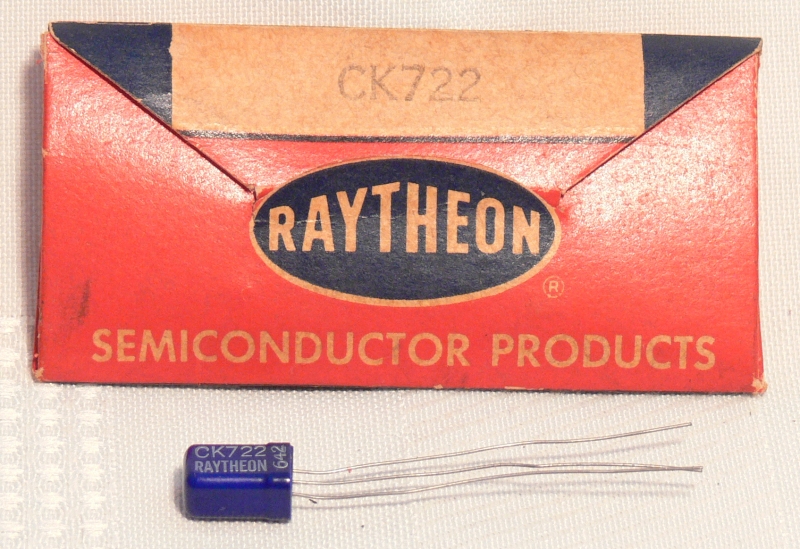 CK722
RAYTHEON
®
SEMICONDUCTOR PRODUCTS
CK722
RAYTHEON
642